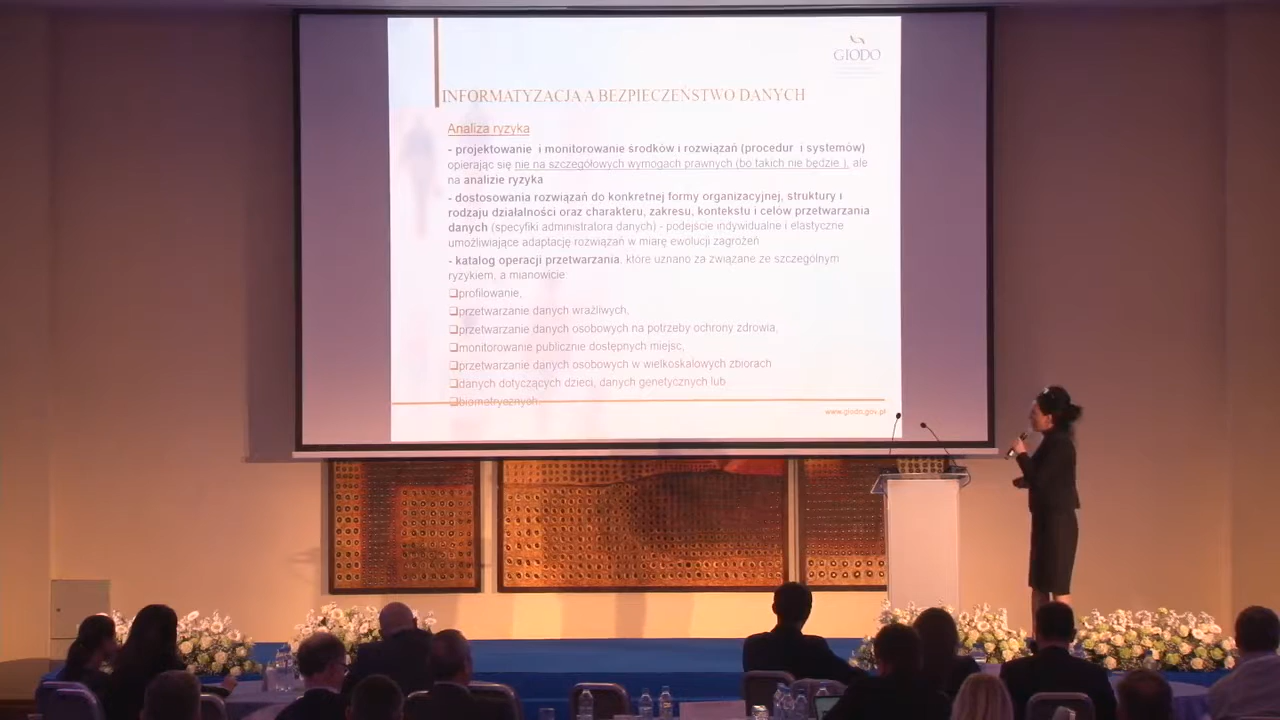 GIODO
INFORMATYZACJA A BEZPIECZEŃSTWO DANYCH
Analiza ryzyka
- projektowanie i monitorowanie środków i rozwiązań (procedur i systemów)
opierając się nie na szczegółowych wymogach prawnych (bo takich nie będzie ), ale
na analizie ryzyka
- dostosowania rozwiązań do konkretnej formy organizacyjnej, struktury i
rodzaju działalności oraz charakteru, zakresu, kontekstu i celów przetwarzania
danych (specyfiki administratora danych) - podejście indywidualne i elastyczne
umożliwiające adaptację rozwiązań w miarę ewolucji zagrożeń
- katalog operacji przetwarzania, które uznano za związane ze szczególnym
ryzykiem, a mianowicie:
❑profilowanie,
❑przetwarzanie danych wrażliwych,
❑przetwarzanie danych osobowych na potrzeby ochrony zdrowia,
❑monitorowanie publicznie dostępnych miejsc,
❑przetwarzanie danych osobowych w wielkoskalowych zbiorach
❑danych dotyczących dzieci, danych genetycznych lub
❑biometrycznych.
www.giodo.gov.pl